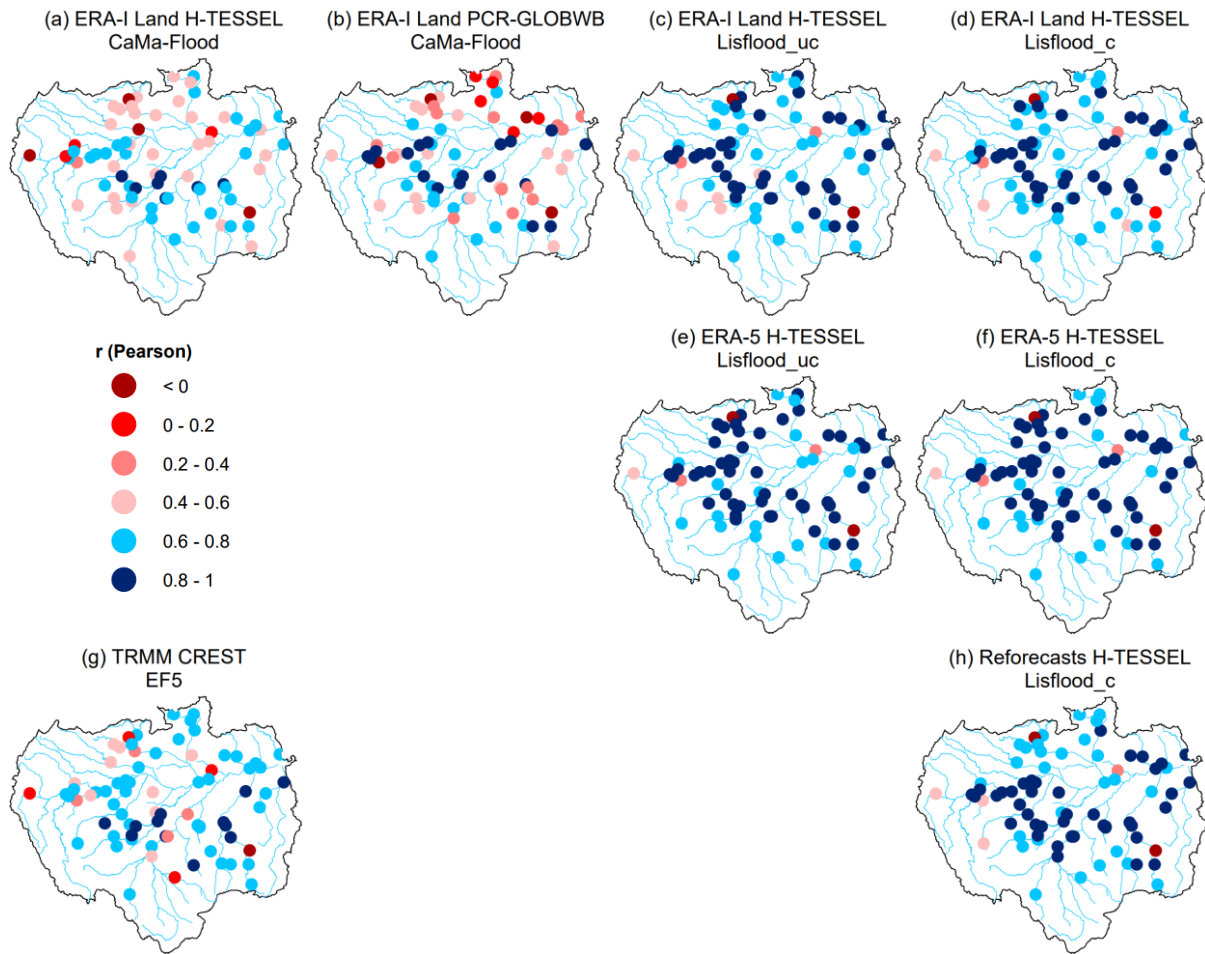 (a) ERA-I Land H-TESSEL
CaMa-Flood
(b) ERA-I Land PCR-GLOBWB
CaMa-Flood
(c) ERA-I Land H-TESSEL
Lisflood_uc
(d) ERA-I Land H-TESSEL
Lisflood_c
r (Pearson)
< 0
0 - 0.2
0.2 - 0.4
0.4 - 0.6
0.6 - 0.8
0.8 - 1
(e) ERA-5 H-TESSEL
Lisflood_uc
(f) ERA-5 H-TESSEL
Lisflood_c
(g) TRMM CREST
EF5
(h) Reforecasts H-TESSEL
Lisflood_c